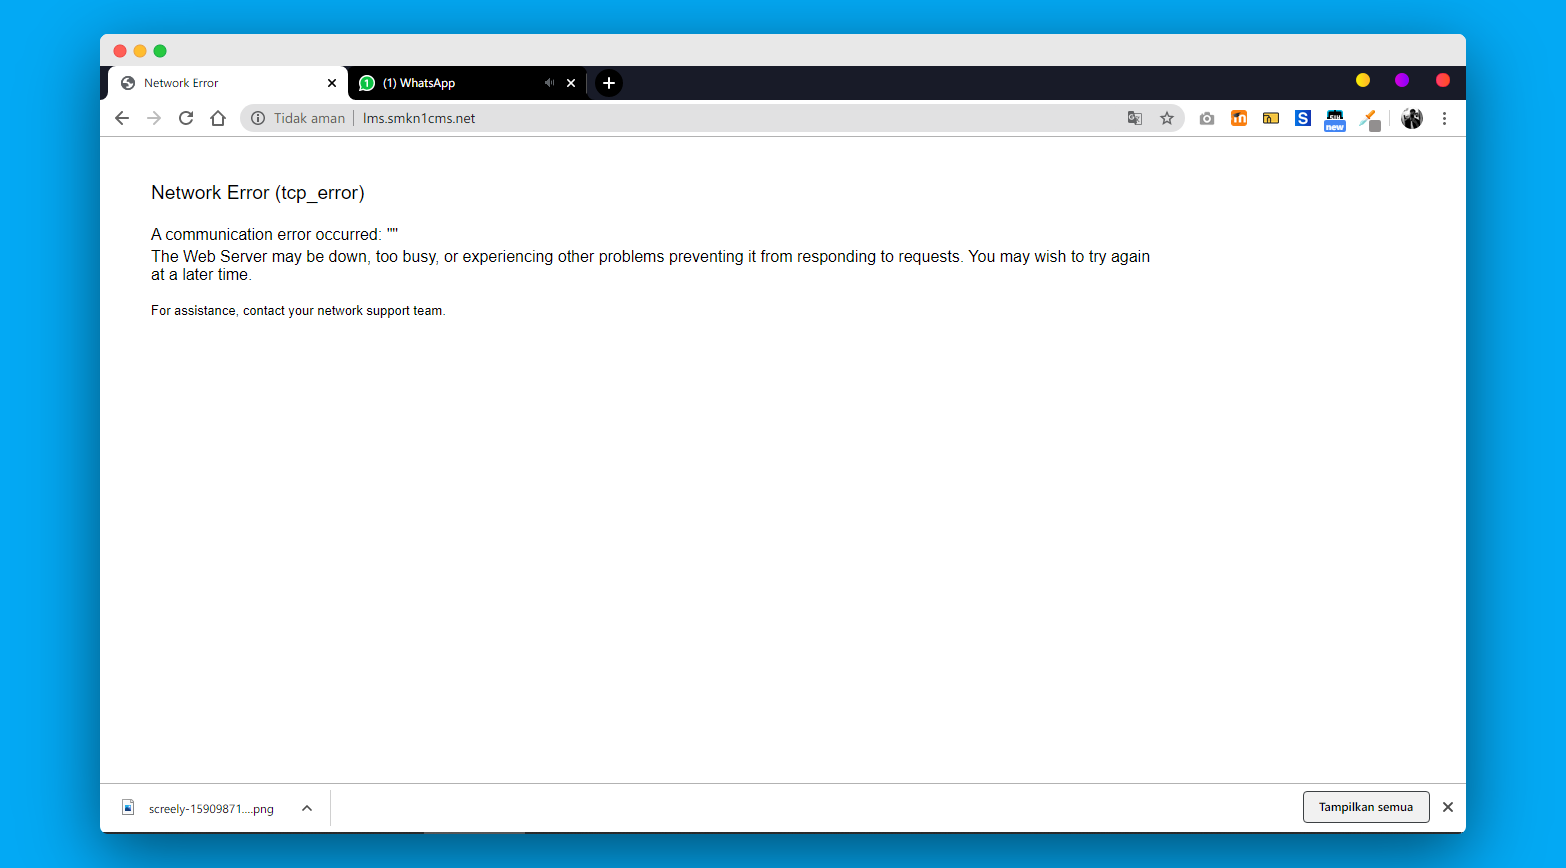 Network Error
(1) WhatsApp
Tidak aman
lms.smkn1cms.net
S
new
Network Error (tcp_error)
A communication error occurred: ""
The Web Server may be down, too busy, or experiencing other problems preventing it from responding to requests. You may wish to try again
at a later time.
For assistance, contact your network support team.
screely-15909871....png
Tampilkan semua